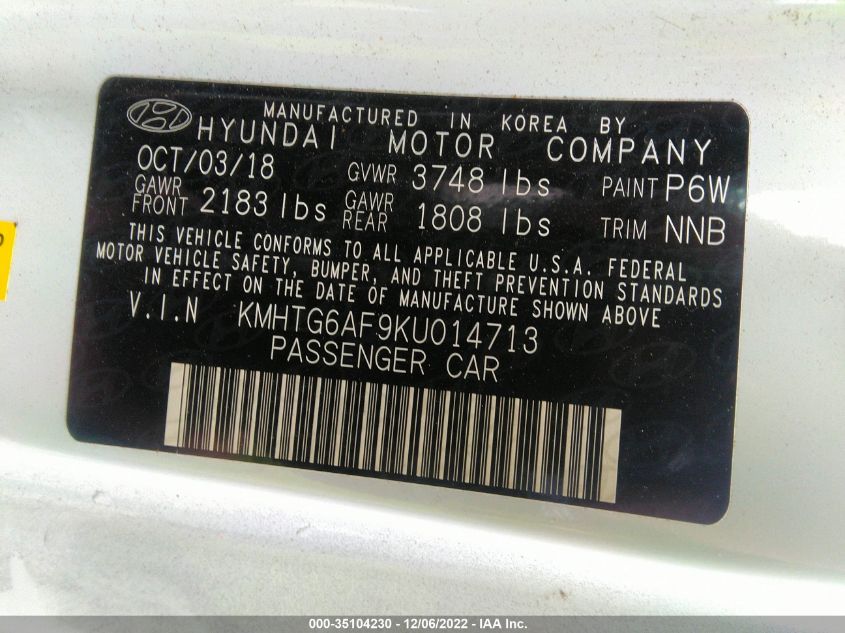 MANUFACTURED IN KOREA BY
HYUNDAI MOTOR COMPANY
OCT/03/18 GVWR 3748 lbs PAINT P6W
GAWR FRONT 2183 lbs GAWR REAR 1808 lbs TRIM NNB
THIS VEHICLE CONFORMS TO ALL APPLICABLE U.S.A. FEDERAL
MOTOR VEHICLE SAFETY, BUMPER, AND THEFT PREVENTION STANDARDS
IN EFFECT ON THE DATE OF MANUFACTURE SHOWN ABOVE
V.I.N KMHTG6AF9KU014713
PASSENGER CAR
000-35104230 - 12/06/2022 - IAA Inc.